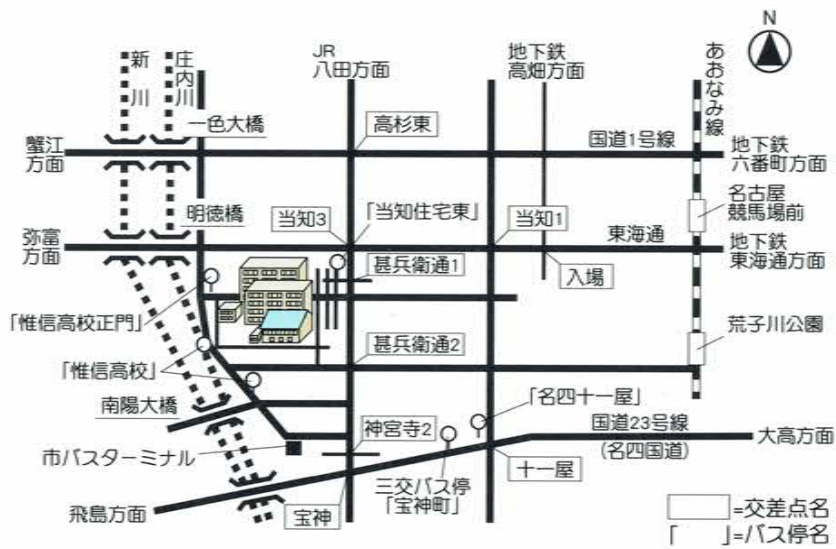 N
新川
庄内川
JR
八田方面
地下鉄
高畑方面
あおなみ線
一色大橋
高杉東
国道1号線
蟹江
方面
地下鉄
六番町方面
名古屋
競馬場前
明徳橋
当知3
「当知住宅東」
当知1
東海通
弥富
方面
地下鉄
東海通方面
甚兵衛通1
入場
「惟信高校正門」
荒子川公園
甚兵衛通2
「惟信高校」
南陽大橋
「名四十一屋」
神宮寺2
国道23号線
(名四国道)
大高方面
市バスターミナル
十一屋
三交バス停
「宝神町」
飛島方面
宝神
=交差点名
「 」=バス停名